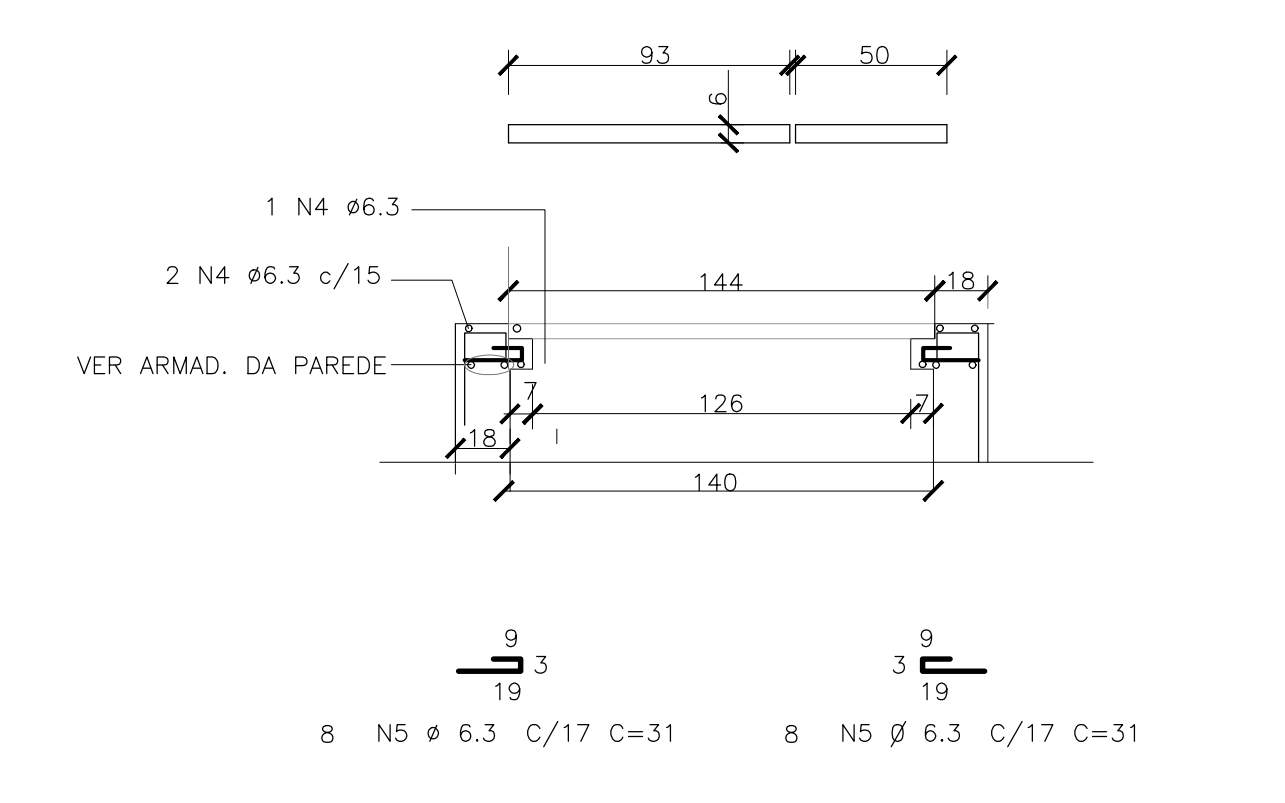 93 50
6
1 N4 ø6.3
2 N4 ø6.3 c/15
144 18
VER ARMAD. DA PAREDE
7 126 7
18
140
9 9
3 3
19 19
8 N5 ø 6.3 C/17 C=31
8 N5 Ø 6.3 C/17 C=31